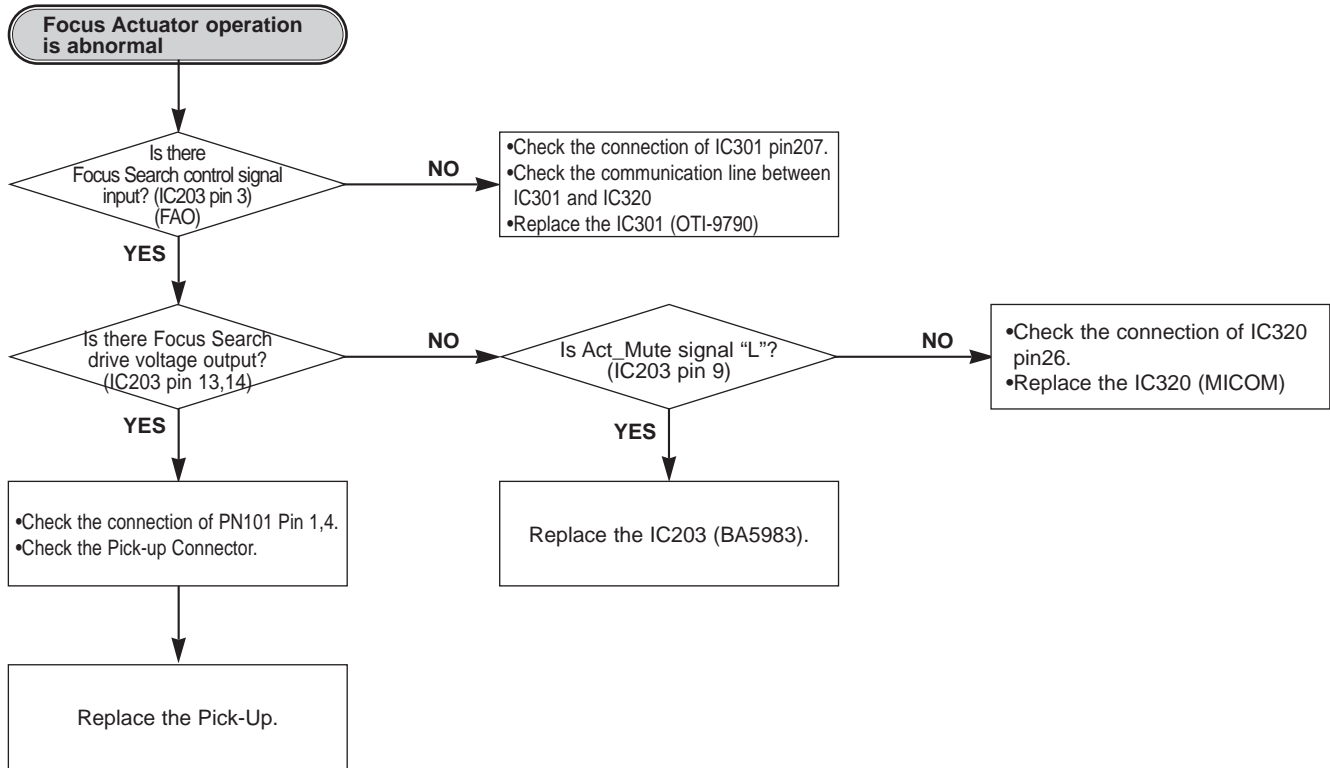 Focus Actuator operation
is abnormal
Is there
Focus Search control signal
input? (IC203 pin 3)
(FAO)
NO
•Check the connection of IC301 pin207.
•Check the communication line between
IC301 and IC320
•Replace the IC301 (OTI-9790)
YES
Is there Focus Search
drive voltage output?
(IC203 pin 13,14)
NO
Is Act_Mute signal “L”?
(IC203 pin 9)
NO
•Check the connection of IC320
pin26.
•Replace the IC320 (MICOM)
YES
YES
•Check the connection of PN101 Pin 1,4.
•Check the Pick-up Connector.
Replace the IC203 (BA5983).
Replace the Pick-Up.